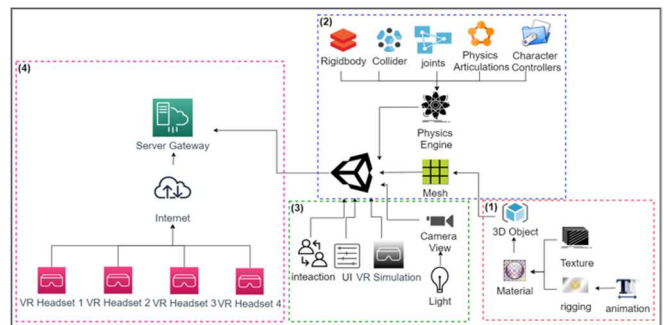 (2)
Rigidbody
Collider
joints
Physics
Articulations
Character
Controllers
Physics
Engine
Mesh
(4)
Server Gateway
Internet
VR Headset 1
VR Headset 2
VR Headset 3
VR Headset 4
(3)
inteaction
UI
VR Simulation
Camera
View
Light
(1)
3D Object
Texture
Material
rigging
animation